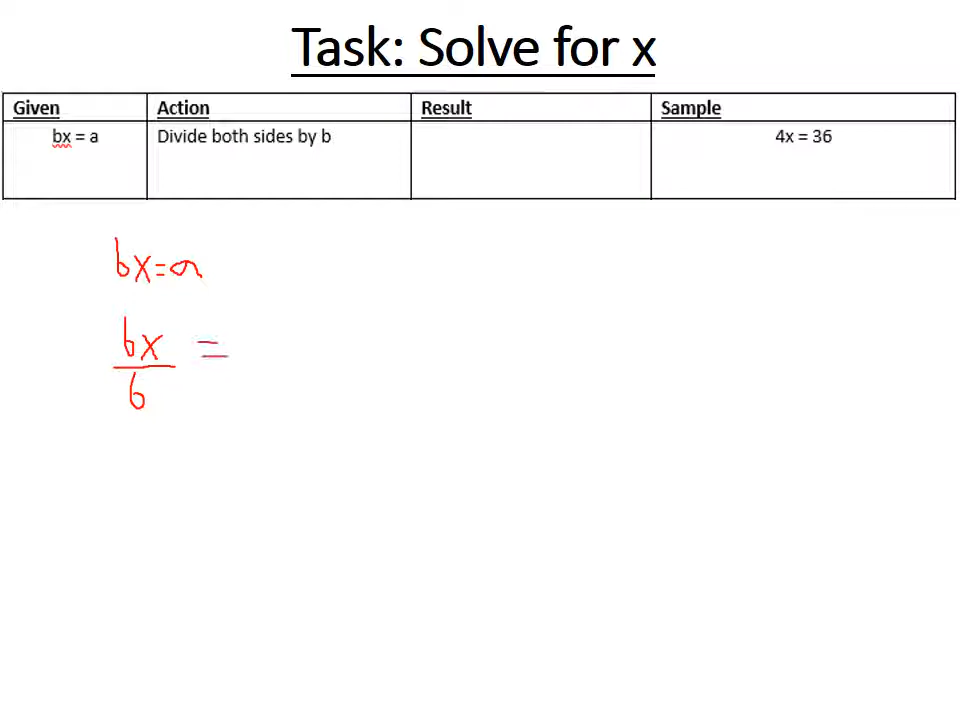 Task: Solve for x
Given Action Result Sample
bx = a Divide both sides by b 4x = 36
bx=a
bx =
b